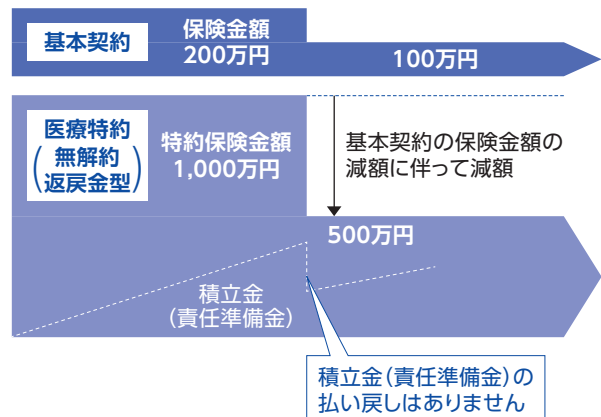 基本契約
保険金額
200万円
100万円
医療特約
(無解約
返戻金型)
特約保険金額
1,000万円
基本契約の保険金額の
減額に伴って減額
500万円
積立金
(責任準備金)
積立金(責任準備金)の
払い戻しはありません